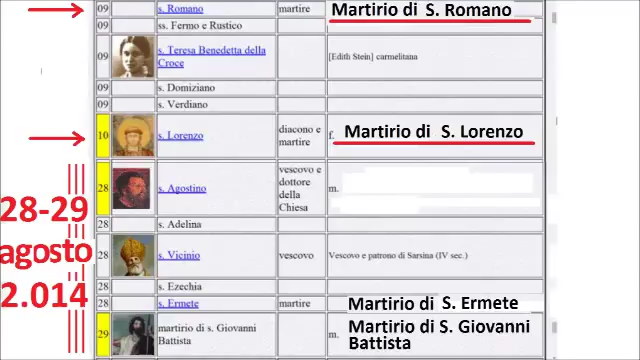 09 s. Romano martire Martirio di S. Romano
09 ss. Fermo e Rustico
09 s. Teresa Benedetta della
Croce
[Edith Stein] carmelitana
09 s. Domiziano
09 s. Verdiano
10 s. Lorenzo
diacono e
martire
f. Martirio di S. Lorenzo
28 s. Agostino
vescovo e
dottore
della
Chiesa
m.
28 s. Adelina
28 s. Vicinio vescovo Vescovo e patrono di Sarsina (IV sec.)
28 s. Ezechia
28 s. Ermete martire Martirio di S. Ermete
29 martirio di s. Giovanni
Battista
m. Martirio di S. Giovanni
Battista
28-29
agosto
2.014